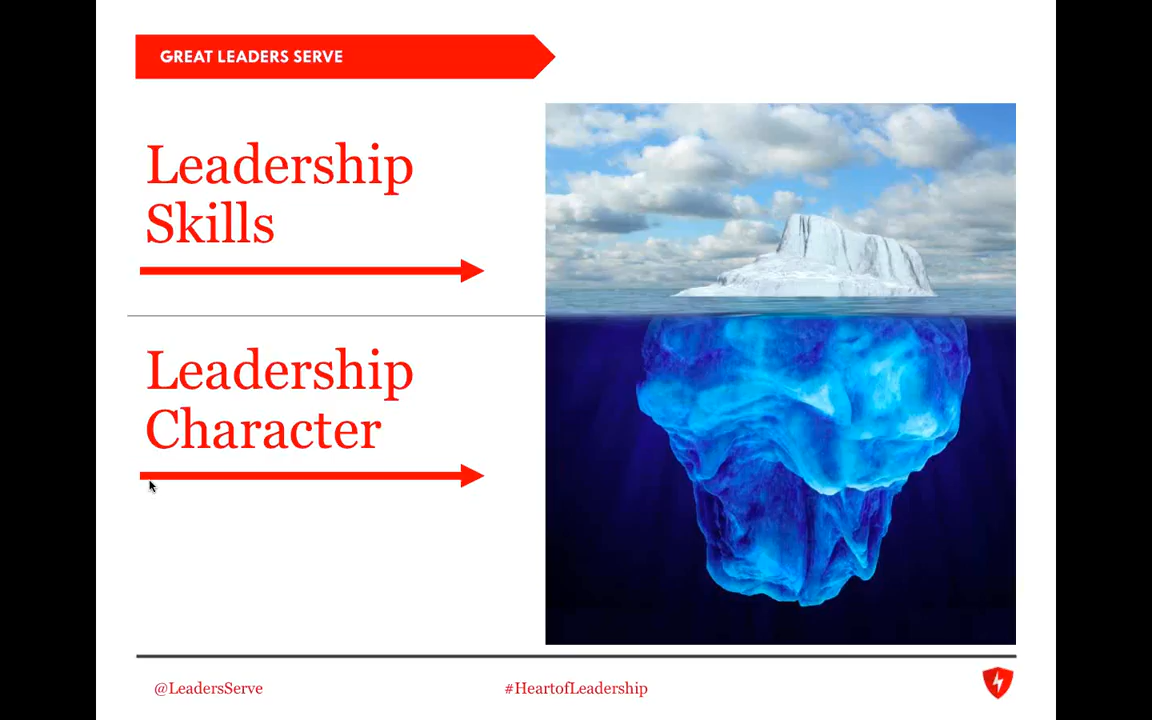 GREAT LEADERS SERVE
Leadership
Skills
Leadership
Character
@LeadersServe
#HeartofLeadership